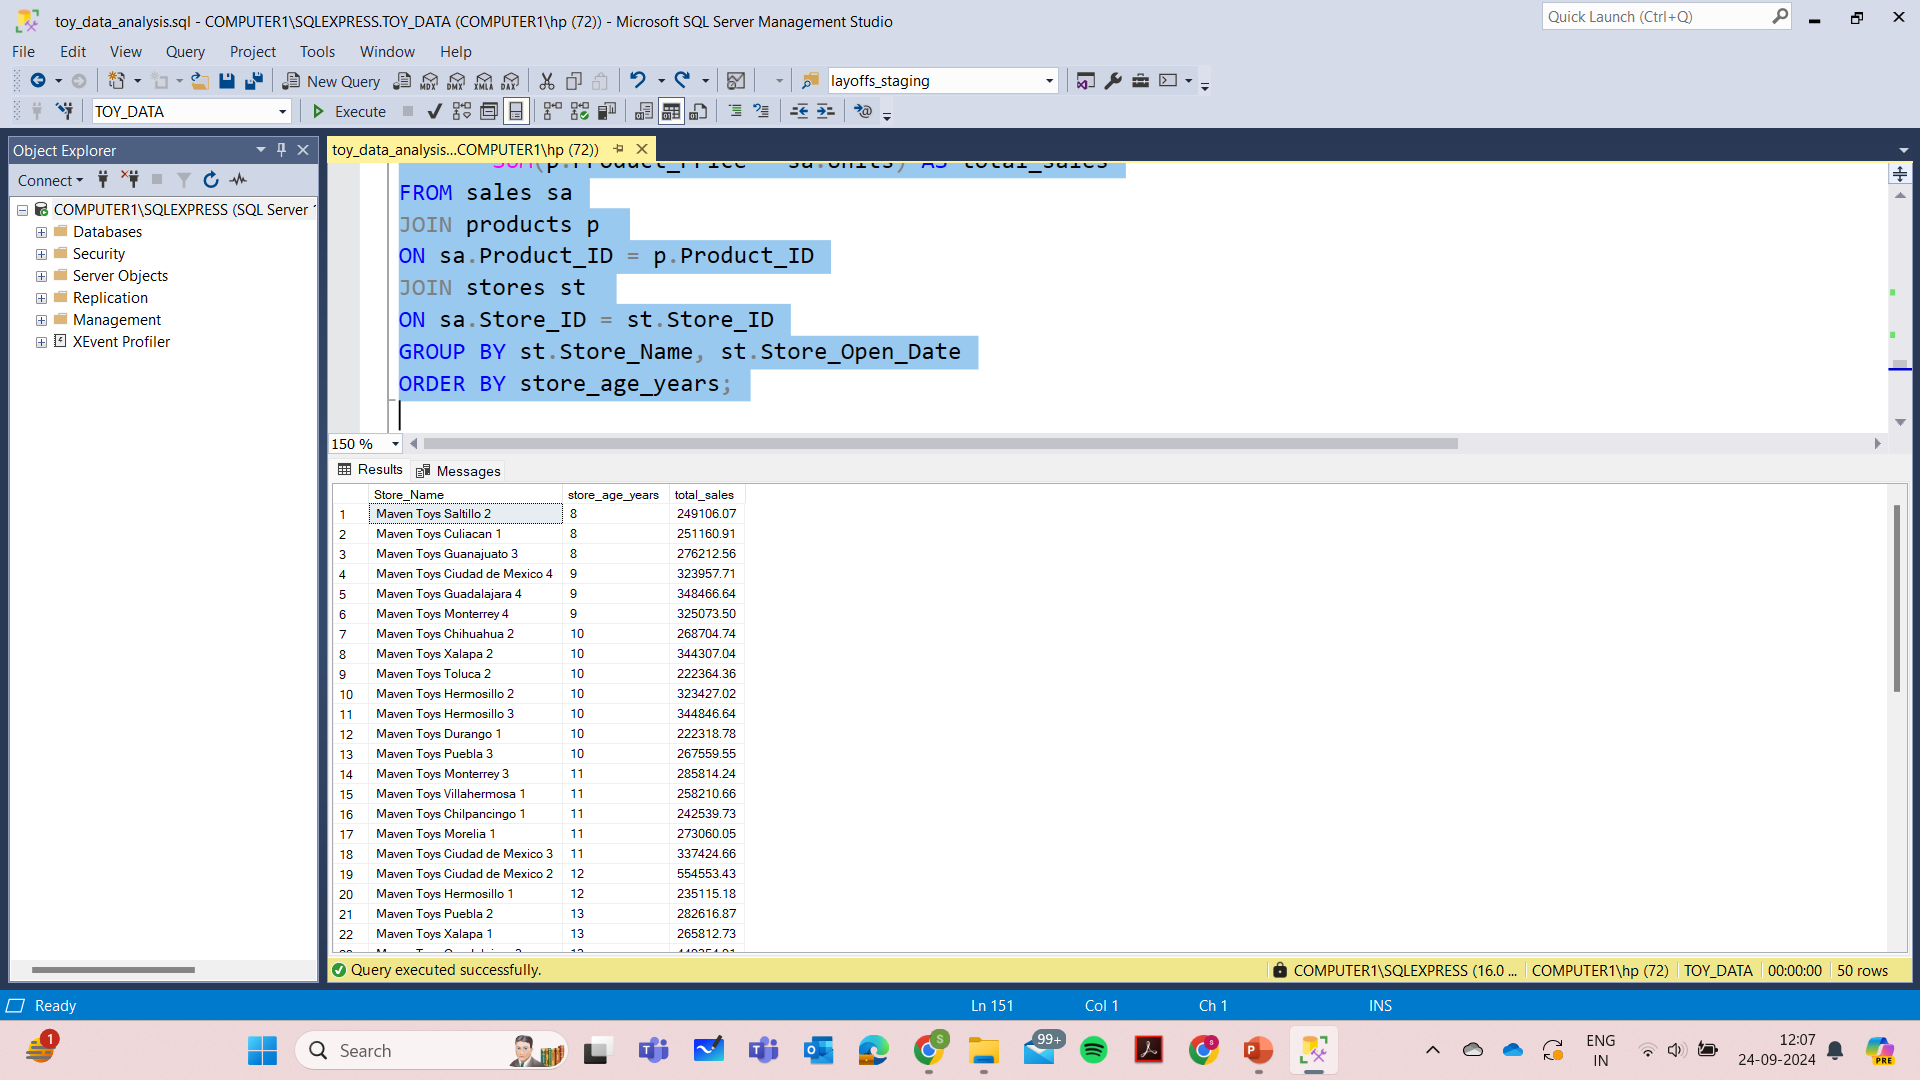 toy_data_analysis.sql - COMPUTER1\SQLEXPRESS.TOY_DATA (COMPUTER1\hp (72)) - Microsoft SQL Server Management Studio
Quick Launch (Ctrl+Q)
File Edit View Query Project Tools Window Help
New Query MDX DMX XMLA DAX layoffs_staging
TOY_DATA Execute
Object Explorer
toy_data_analysis...COMPUTER1\hp (72))
Connect
COMPUTER1\SQLEXPRESS (SQL Server
Databases
Security
Server Objects
Replication
Management
XEvent Profiler
SUM(p.Product_Price * sa.Units) AS total_sales
FROM sales sa
JOIN products p
ON sa.Product_ID = p.Product_ID
JOIN stores st
ON sa.Store_ID = st.Store_ID
GROUP BY st.Store_Name, st.Store_Open_Date
ORDER BY store_age_years;
150 %
Results Messages
Store_Name store_age_years total_sales
1 Maven Toys Saltillo 2 8 249106.07
2 Maven Toys Culiacan 1 8 251160.91
3 Maven Toys Guanajuato 3 8 276212.56
4 Maven Toys Ciudad de Mexico 4 9 323957.71
5 Maven Toys Guadalajara 4 9 348466.64
6 Maven Toys Monterrey 4 9 325073.50
7 Maven Toys Chihuahua 2 10 268704.74
8 Maven Toys Xalapa 2 10 344307.04
9 Maven Toys Toluca 2 10 222364.36
10 Maven Toys Hermosillo 2 10 323427.02
11 Maven Toys Hermosillo 3 10 344846.64
12 Maven Toys Durango 1 10 222318.78
13 Maven Toys Puebla 3 10 267559.55
14 Maven Toys Monterrey 3 11 285814.24
15 Maven Toys Villahermosa 1 11 258210.66
16 Maven Toys Chilpancingo 1 11 242539.73
17 Maven Toys Morelia 1 11 273060.05
18 Maven Toys Ciudad de Mexico 3 11 337424.66
19 Maven Toys Ciudad de Mexico 2 12 554553.43
20 Maven Toys Hermosillo 1 12 235115.18
21 Maven Toys Puebla 2 13 282616.87
22 Maven Toys Xalapa 1 13 265812.73
Query executed successfully.
COMPUTER1\SQLEXPRESS (16.0 ... COMPUTER1\hp (72) TOY_DATA 00:00:00 50 rows
Ready Ln 151 Col 1 Ch 1 INS
1
Search
99+
ENG
IN
12:07
24-09-2024
PRE